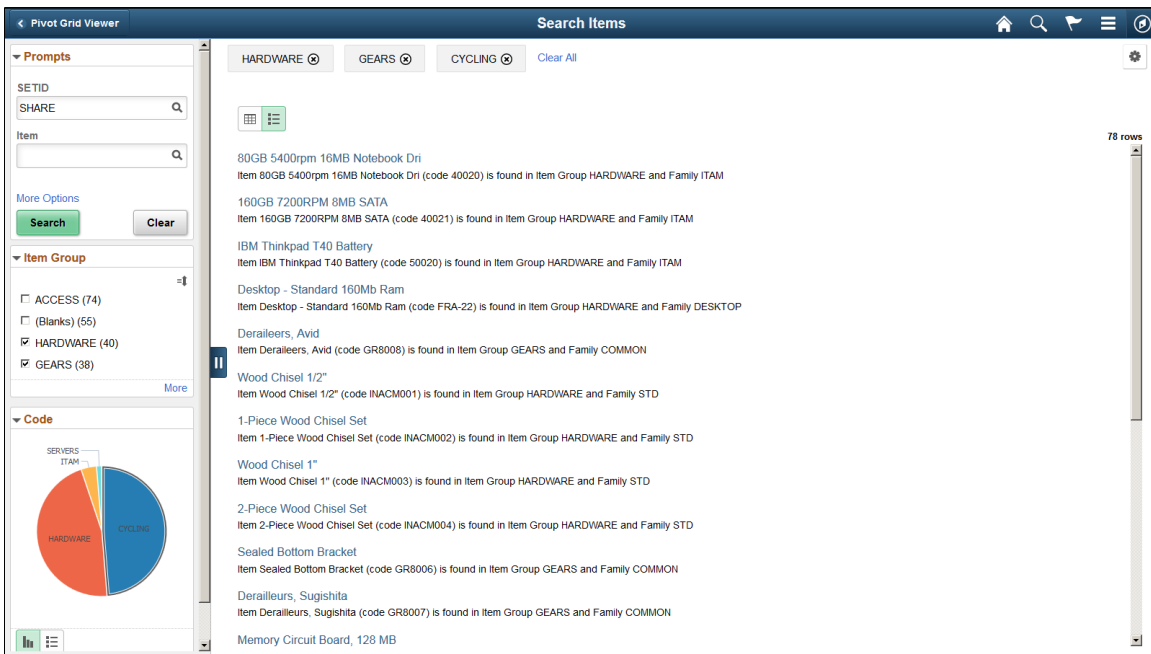 Pivot Grid Viewer
Search Items
Prompts
SETID
SHARE
Item
More Options
Search
Clear
Item Group
ACCESS (74)
(Blanks) (55)
HARDWARE (40)
GEARS (38)
More
Code
SERVERS
ITAM
CYCLING
HARDWARE
HARDWARE
GEARS
CYCLING
Clear All
78 rows
80GB 5400rpm 16MB Notebook Dri
Item 80GB 5400rpm 16MB Notebook Dri (code 40020) is found in Item Group HARDWARE and Family ITAM
160GB 7200RPM 8MB SATA
Item 160GB 7200RPM 8MB SATA (code 40021) is found in Item Group HARDWARE and Family ITAM
IBM Thinkpad T40 Battery
Item IBM Thinkpad T40 Battery (code 50020) is found in Item Group HARDWARE and Family ITAM
Desktop - Standard 160Mb Ram
Item Desktop - Standard 160Mb Ram (code FRA-22) is found in Item Group HARDWARE and Family DESKTOP
Deraileers, Avid
Item Deraileers, Avid (code GR8008) is found in Item Group GEARS and Family COMMON
Wood Chisel 1/2"
Item Wood Chisel 1/2" (code INACM001) is found in Item Group HARDWARE and Family STD
1-Piece Wood Chisel Set
Item 1-Piece Wood Chisel Set (code INACM002) is found in Item Group HARDWARE and Family STD
Wood Chisel 1"
Item Wood Chisel 1" (code INACM003) is found in Item Group HARDWARE and Family STD
2-Piece Wood Chisel Set
Item 2-Piece Wood Chisel Set (code INACM004) is found in Item Group HARDWARE and Family STD
Sealed Bottom Bracket
Item Sealed Bottom Bracket (code GR8006) is found in Item Group GEARS and Family COMMON
Derailleurs, Sugishita
Item Derailleurs, Sugishita (code GR8007) is found in Item Group GEARS and Family COMMON
Memory Circuit Board, 128 MB